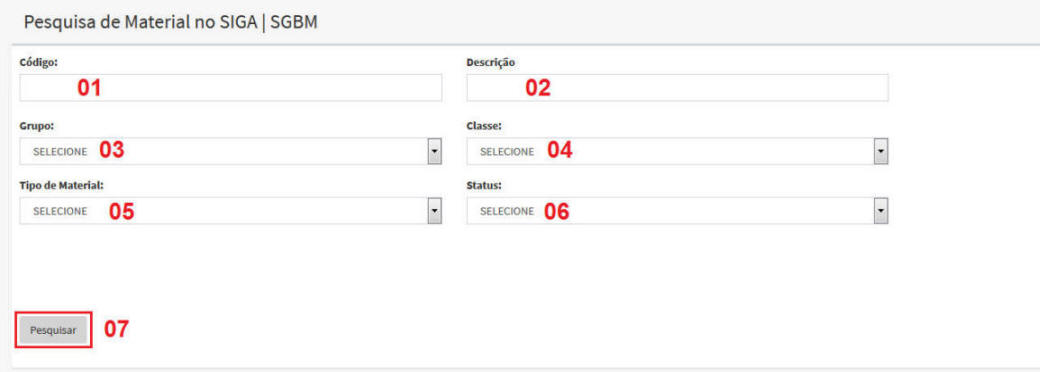 Pesquisa de Material no SIGA | SGBM
Código: Descrição
01 02
Grupo: Classe:
SELECIONE 03 SELECIONE 04
Tipo de Material: Status:
SELECIONE 05 SELECIONE 06
Pesquisar 07